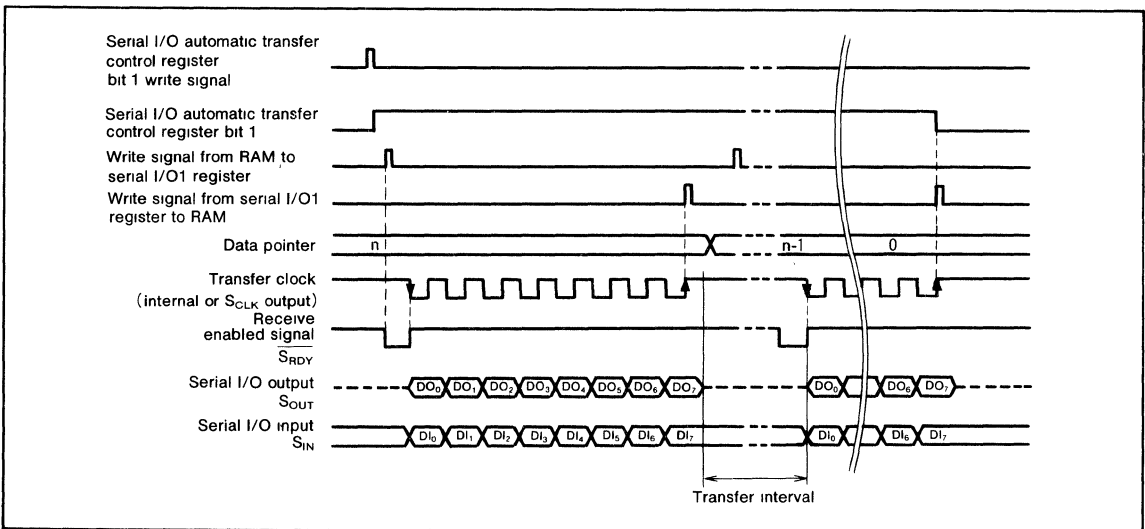 Serial I/O automatic transfer
control register
bit 1 write signal
Serial I/O automatic transfer
control register bit 1
Write signal from RAM to
serial I/O1 register
Write signal from serial I/O1
register to RAM
Data pointer
n
n-1
0
Transfer clock
(internal or SCLK output)
Receive
enabled signal
SRDY
Serial I/O output
SOUT
DO0 DO1 DO2 DO3 DO4 DO5 DO6 DO7 DO0 DO6 DO7
Serial I/O input
SIN
DI0 DI1 DI2 DI3 DI4 DI5 DI6 DI7 DI0 DI6 DI7
Transfer interval